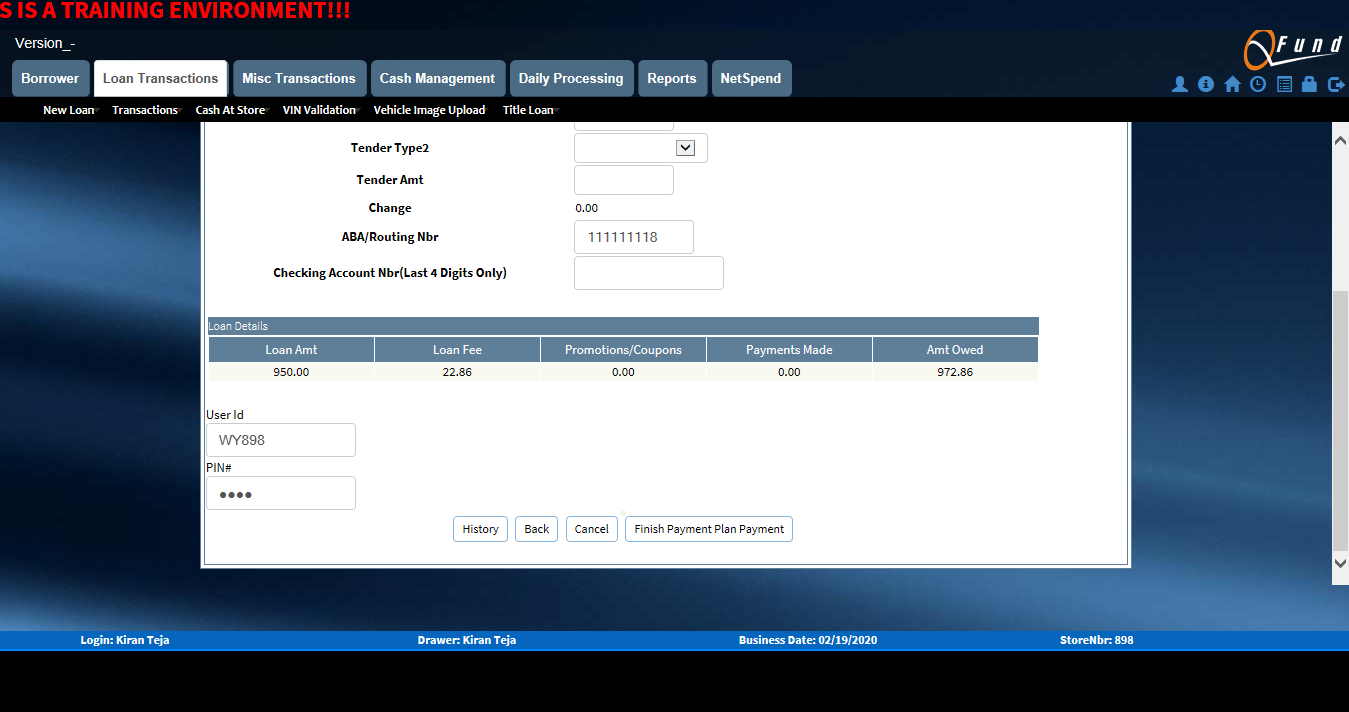 S IS A TRAINING ENVIRONMENT!!!
Version_-
QFund
Borrower Loan Transactions Misc Transactions Cash Management Daily Processing Reports NetSpend
New Loan Transactions Cash At Store VIN Validation Vehicle Image Upload Title Loan
Tender Type2
Tender Amt
Change 0.00
ABA/Routing Nbr 111111118
Checking Account Nbr(Last 4 Digits Only)
Loan Details
Loan Amt Loan Fee Promotions/Coupons Payments Made Amt Owed
950.00 22.86 0.00 0.00 972.86
User Id
WY898
PIN#
●●●●
History Back Cancel Finish Payment Plan Payment
Login: Kiran Teja Drawer: Kiran Teja Business Date: 02/19/2020 StoreNbr: 898